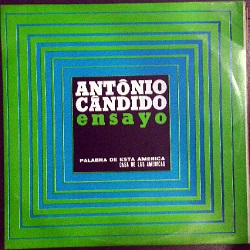 ANTÔNIO
CÂNDIDO
ensayo
PALABRA DE ESTA AMERICA
CASA DE LAS AMERICAS